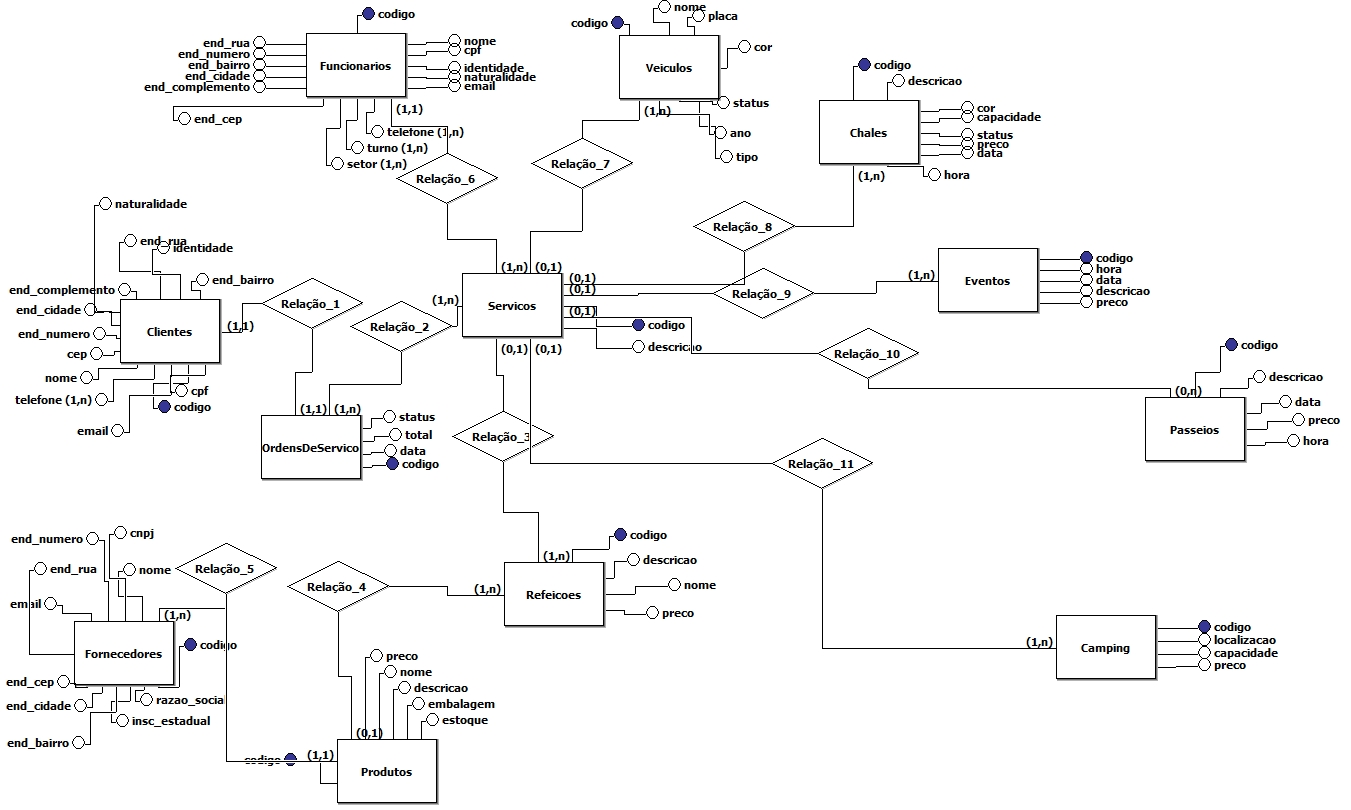 codigo
end_rua
end_numero
end_bairro
end_cidade
end_complemento
end_cep
Funcionarios
nome
cpf
identidade
naturalidade
email
(1,1)
telefone (1,n)
turno (1,n)
setor (1,n)
Relação_6
codigo
nome
placa
cor
Veiculos
status
(1,n)
ano
tipo
Relação_7
codigo
descricao
cor
capacidade
Chales
status
preco
data
hora
(1,n)
Relação_8
naturalidade
end_rua
identidade
end_bairro
end_complemento
end_cidade
end_numero
cep
nome
telefone (1,n)
email
Clientes
cpf
codigo
(1,1)
Relação_1
Relação_2
(1,n)
(1,n)
(0,1)
Servicos
(0,1)
(0,1)
(0,1)
codigo
descricao
(0,1)
(0,1)
Relação_9
(1,n)
Eventos
codigo
hora
data
descricao
preco
Relação_10
(0,n)
codigo
descricao
Passeios
data
preco
hora
(1,1)
(1,n)
OrdensDeServico
status
total
data
codigo
Relação_3
Relação_11
end_numero
cnpj
end_rua
nome
email
(1,n)
Fornecedores
codigo
end_cep
end_cidade
end_bairro
razao_social
insc_estadual
Relação_5
Relação_4
(1,n)
(1,n)
Refeicoes
codigo
descricao
nome
preco
(1,n)
Camping
codigo
localizacao
capacidade
preco
preco
nome
descricao
embalagem
estoque
(0,1)
codigo
(1,1)
Produtos